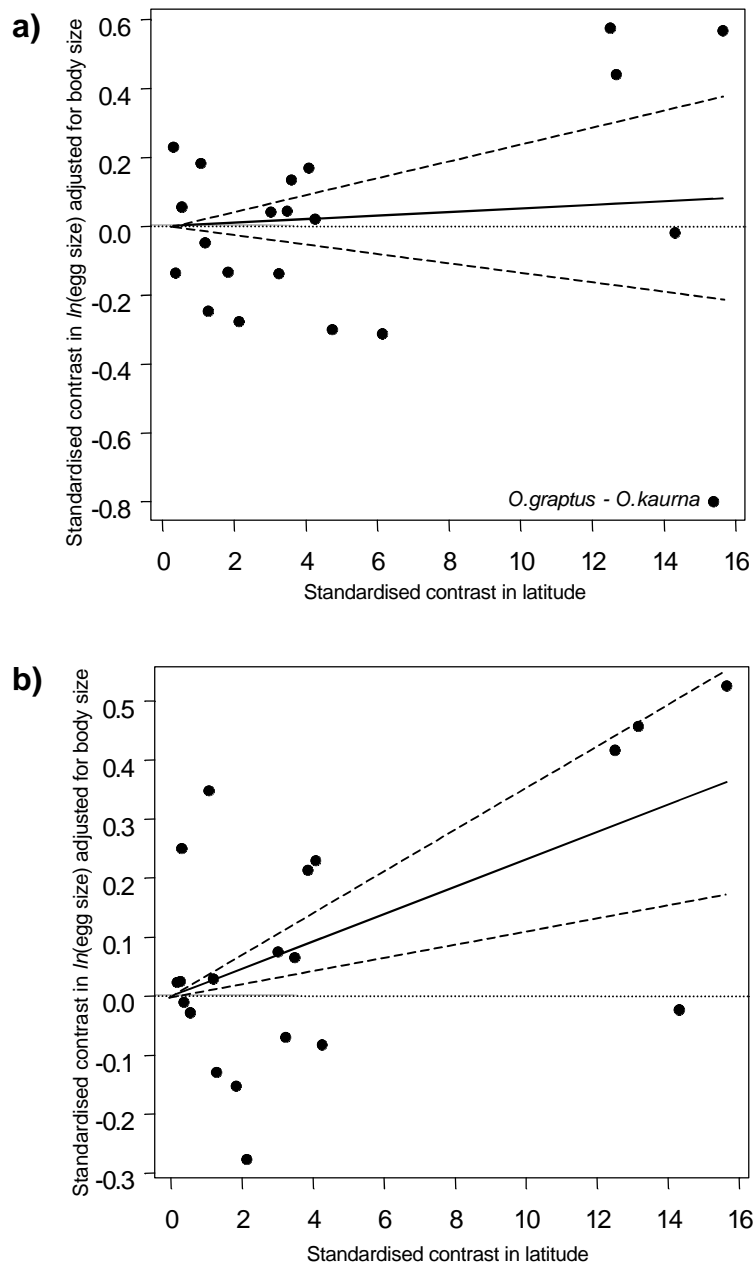 a)
Standardised contrast in ln(egg size) adjusted for body size
0.6
0.4
0.2
0.0
-0.2
-0.4
-0.6
-0.8
O.graptus - O.kaurna
0 2 4 6 8 10 12 14 16
Standardised contrast in latitude
b)
Standardised contrast in ln(egg size) adjusted for body size
0.5
0.4
0.3
0.2
0.1
0.0
-0.1
-0.2
-0.3
0 2 4 6 8 10 12 14 16
Standardised contrast in latitude